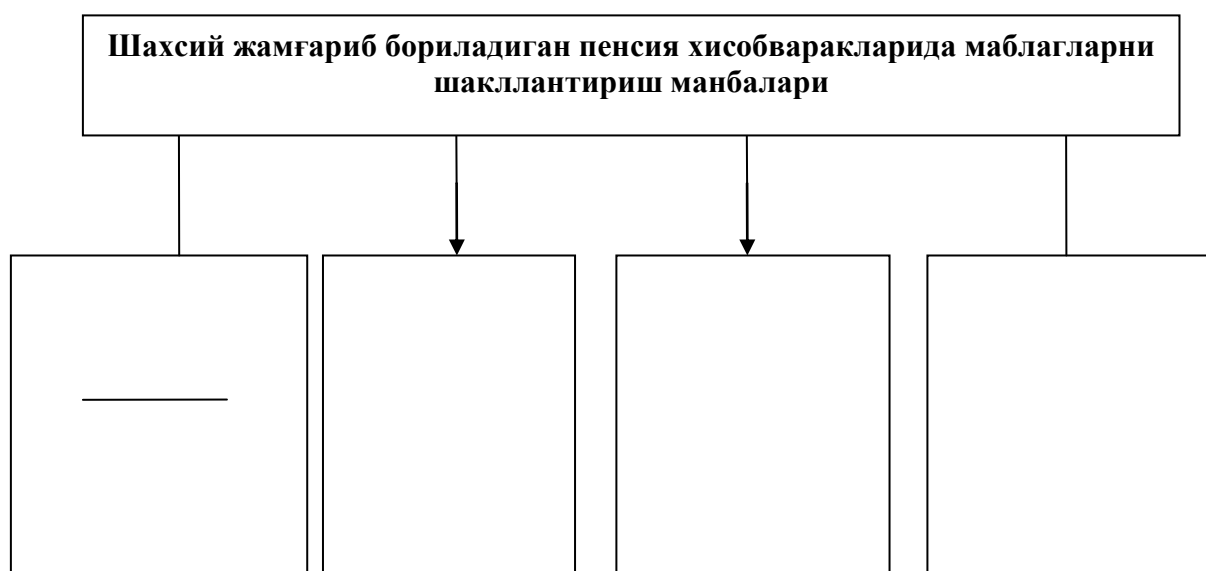 Шахсий жамғариб бориладиган пенсия хисобваракларида маблагларни
шакллантириш манбалари